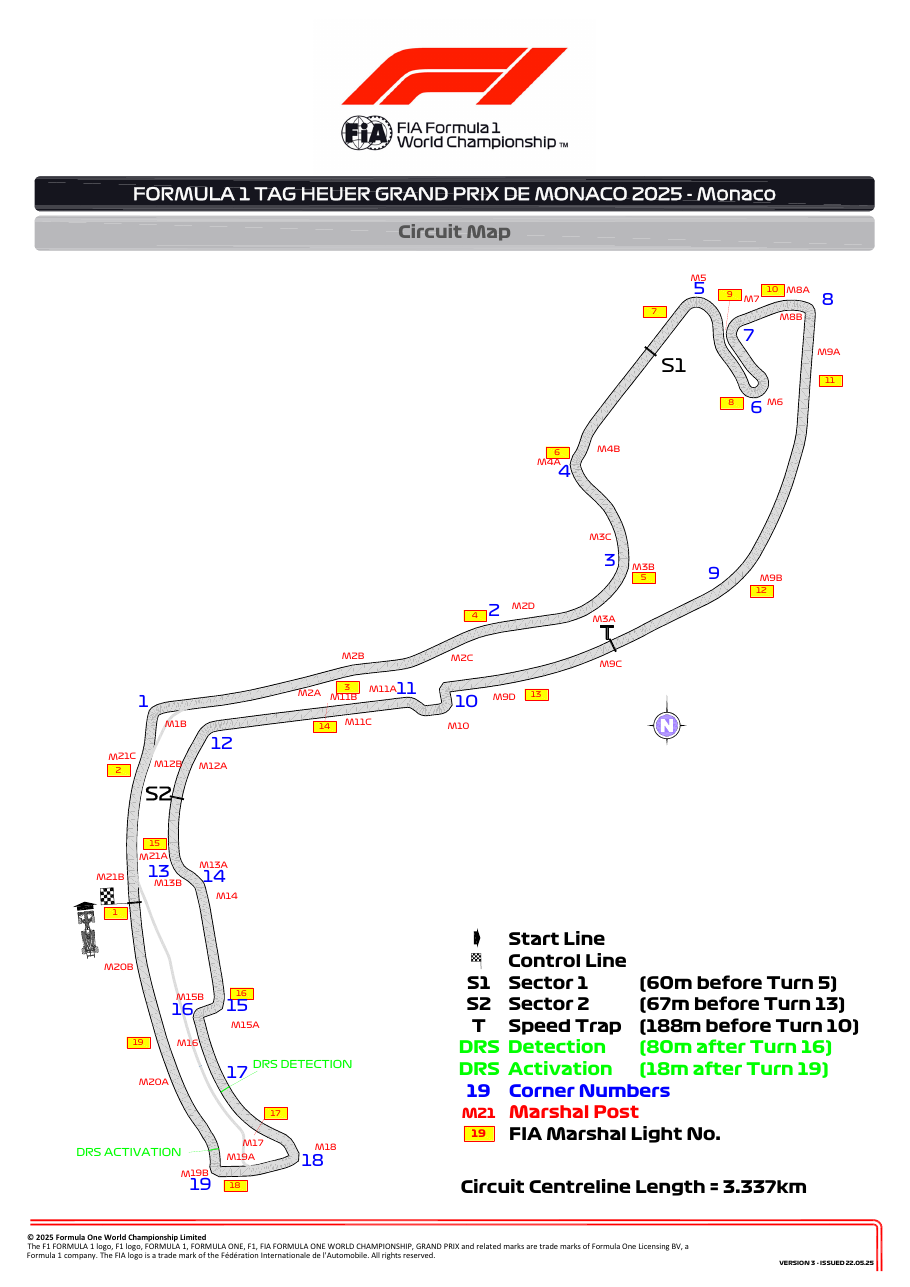 F1
FIA
FIA Formula 1
World Championship™
FORMULA 1 TAG HEUER GRAND PRIX DE MONACO 2025 - Monaco
Circuit Map
M5
5
9
M7
10
M8A
8
7
M8B
7
M9A
S1
11
8
6
M6
6
M4A
M4B
4
M3C
3
M3B
5
9
M9B
12
4
2
M2D
M3A
T
M9C
M2B
M2C
M2A
3
M11B
M11A
11
10
M9D
13
1
M1B
14
M11C
M10
N
12
M21C
2
M12B
M12A
S2
15
M21A
M13A
13
14
M21B
M13B
M14
1
M20B
M15B
16
16
15
M15A
19
M16
17
DRS DETECTION
M20A
17
M17
M18
DRS ACTIVATION
M19A
18
M19B
19
18
Start Line
Control Line
S1 Sector 1 (60m before Turn 5)
S2 Sector 2 (67m before Turn 13)
T Speed Trap (188m before Turn 10)
DRS Detection (80m after Turn 16)
DRS Activation (18m after Turn 19)
19 Corner Numbers
M21 Marshal Post
19 FIA Marshal Light No.
Circuit Centreline Length = 3.337km
© 2025 Formula One World Championship Limited
The F1 FORMULA 1 logo, F1 logo, FORMULA 1, FORMULA ONE, F1, FIA FORMULA ONE WORLD CHAMPIONSHIP, GRAND PRIX and related marks are trade marks of Formula One Licensing BV, a
Formula 1 company. The FIA logo is a trade mark of the Fédération Internationale de l'Automobile. All rights reserved.
VERSION 3 - ISSUED 22.05.25